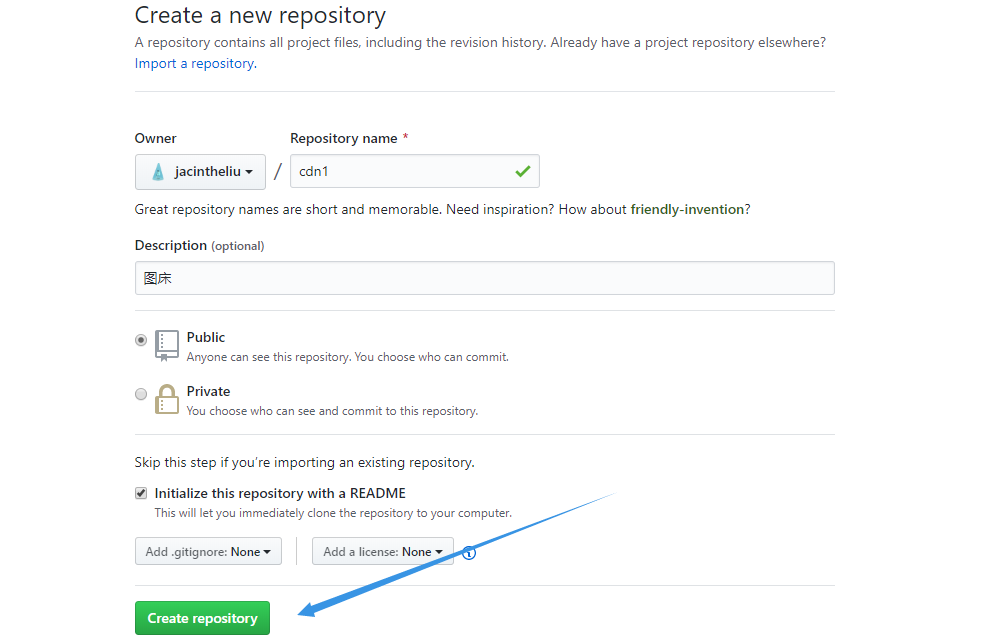 Create a new repository
A repository contains all project files, including the revision history. Already have a project repository elsewhere?
Import a repository.
Owner
Repository name *
jacintheliu / cdn1
Great repository names are short and memorable. Need inspiration? How about friendly-invention?
Description (optional)
图床
Public
Anyone can see this repository. You choose who can commit.
Private
You choose who can see and commit to this repository.
Skip this step if you’re importing an existing repository.
Initialize this repository with a README
This will let you immediately clone the repository to your computer.
Add .gitignore: None
Add a license: None
Create repository